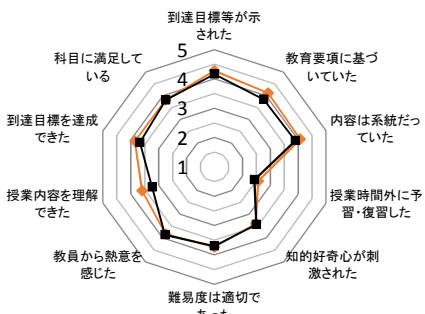 到達目標等が示
された
教育要項に基づ
いていた
内容は系統だっ
ていた
授業時間外に予
習・復習した
知的好奇心が刺
激された
難易度は適切で
あった
教員から熱意を
感じた
授業内容を理解
できた
到達目標を達成
できた
科目に満足して
いる
5
4
3
2
1